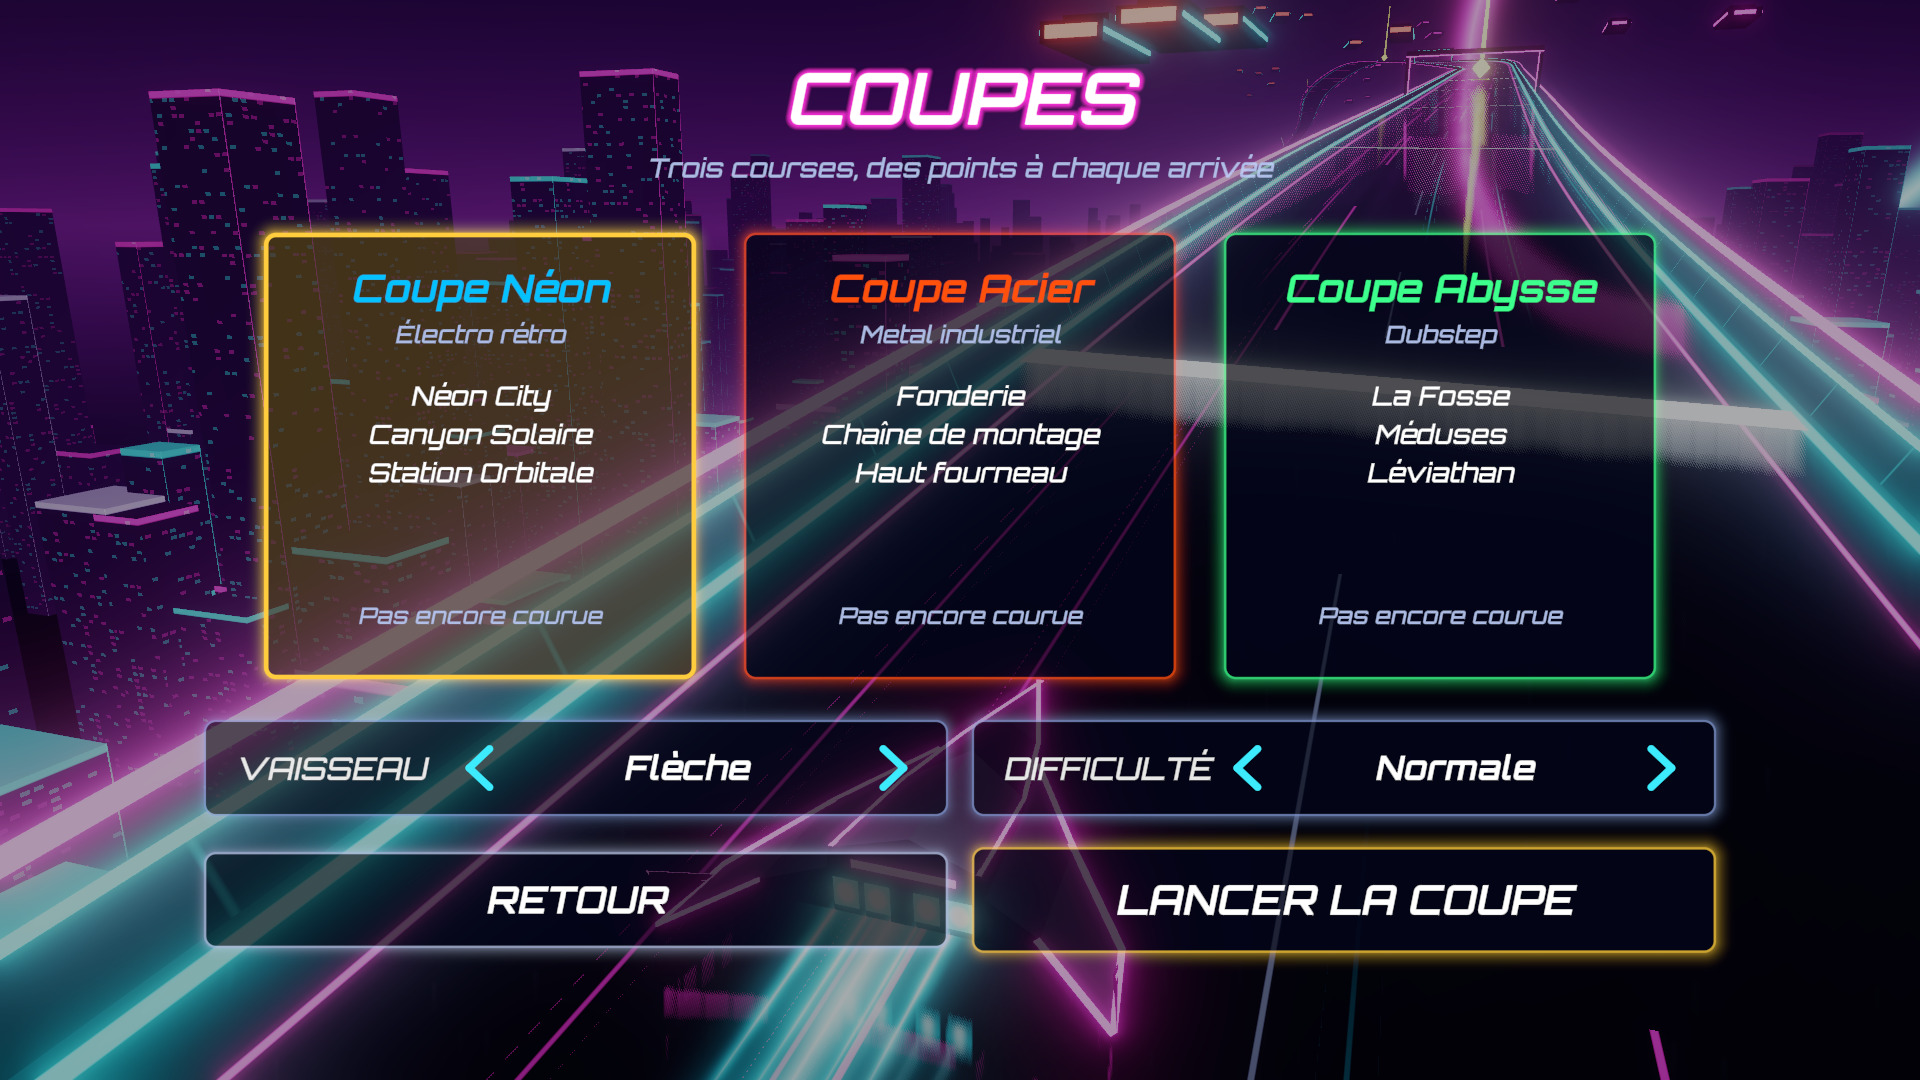 COUPES
Trois courses, des points à chaque arrivée
Coupe Néon
Électro rétro
Néon City
Canyon Solaire
Station Orbitale
Pas encore courue
Coupe Acier
Metal industriel
Fonderie
Chaîne de montage
Haut fourneau
Pas encore courue
Coupe Abysse
Dubstep
La Fosse
Méduses
Léviathan
Pas encore courue
VAISSEAU
Flèche
DIFFICULTÉ
Normale
RETOUR
LANCER LA COUPE